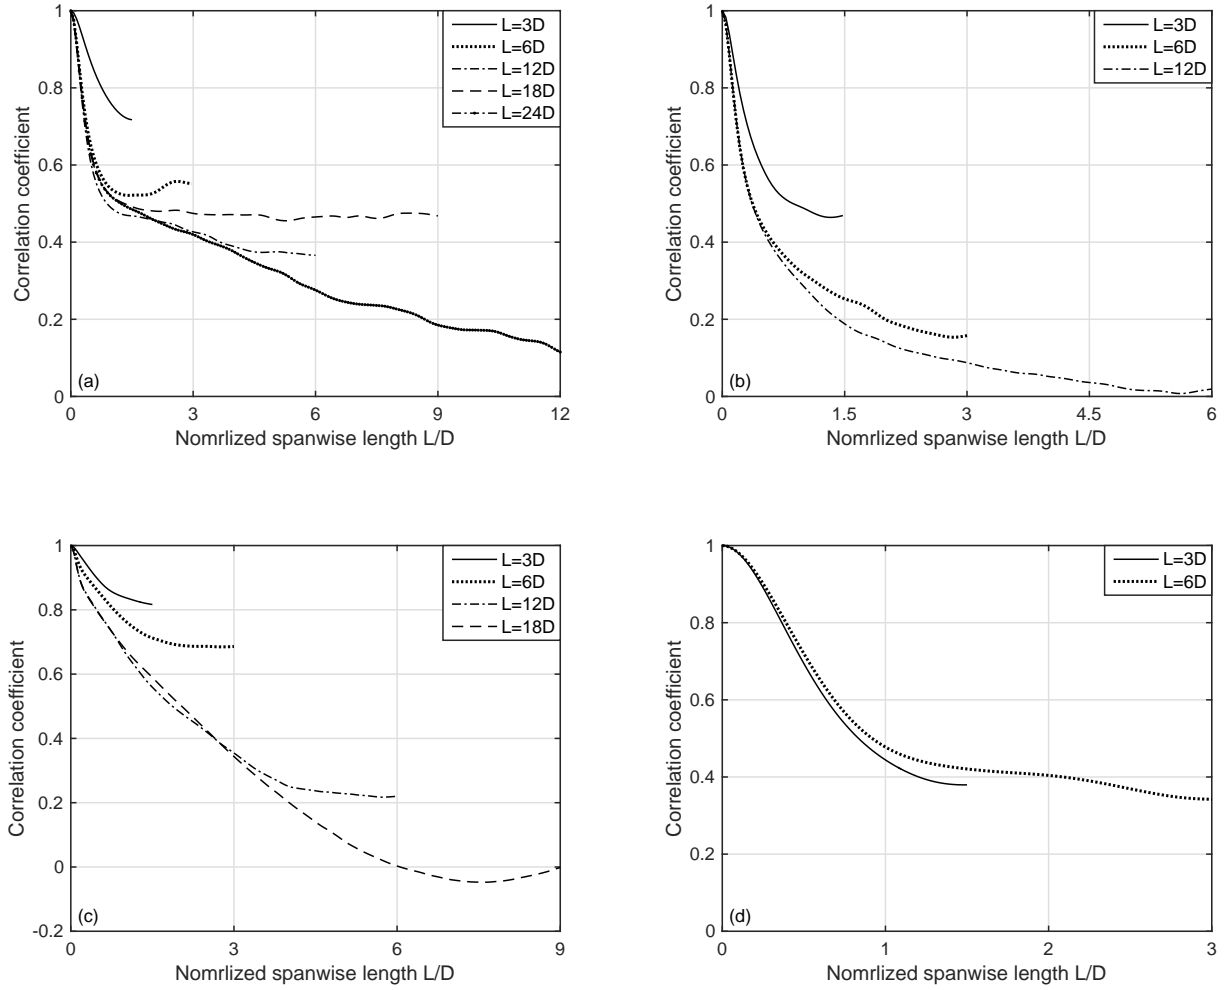 1
0.8
0.6
0.4
0.2
0
Correlation coefficient
L=3D
L=6D
L=12D
L=18D
L=24D
(a)
0
3
6
9
12
Nomrlized spanwise length L/D
1
0.8
0.6
0.4
0.2
0
Correlation coefficient
L=3D
L=6D
L=12D
(b)
0
1.5
3
4.5
6
Nomrlized spanwise length L/D
1
0.8
0.6
0.4
0.2
0
-0.2
Correlation coefficient
L=3D
L=6D
L=12D
L=18D
(c)
0
3
6
9
Nomrlized spanwise length L/D
1
0.8
0.6
0.4
0.2
0
Correlation coefficient
L=3D
L=6D
(d)
0
1
2
3
Nomrlized spanwise length L/D